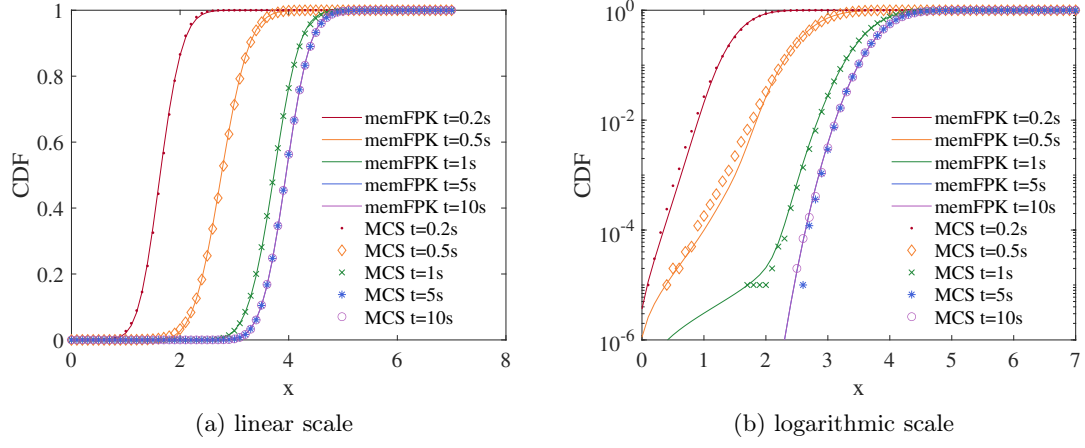 1
0.8
0.6
0.4
0.2
0
CDF
0
2
4
6
8
x
memFPK t=0.2s
memFPK t=0.5s
memFPK t=1s
memFPK t=5s
memFPK t=10s
MCS t=0.2s
MCS t=0.5s
MCS t=1s
MCS t=5s
MCS t=10s
(a) linear scale
10^0
10^-2
10^-4
10^-6
CDF
0
1
2
3
4
5
6
7
x
memFPK t=0.2s
memFPK t=0.5s
memFPK t=1s
memFPK t=5s
memFPK t=10s
MCS t=0.2s
MCS t=0.5s
MCS t=1s
MCS t=5s
MCS t=10s
(b) logarithmic scale